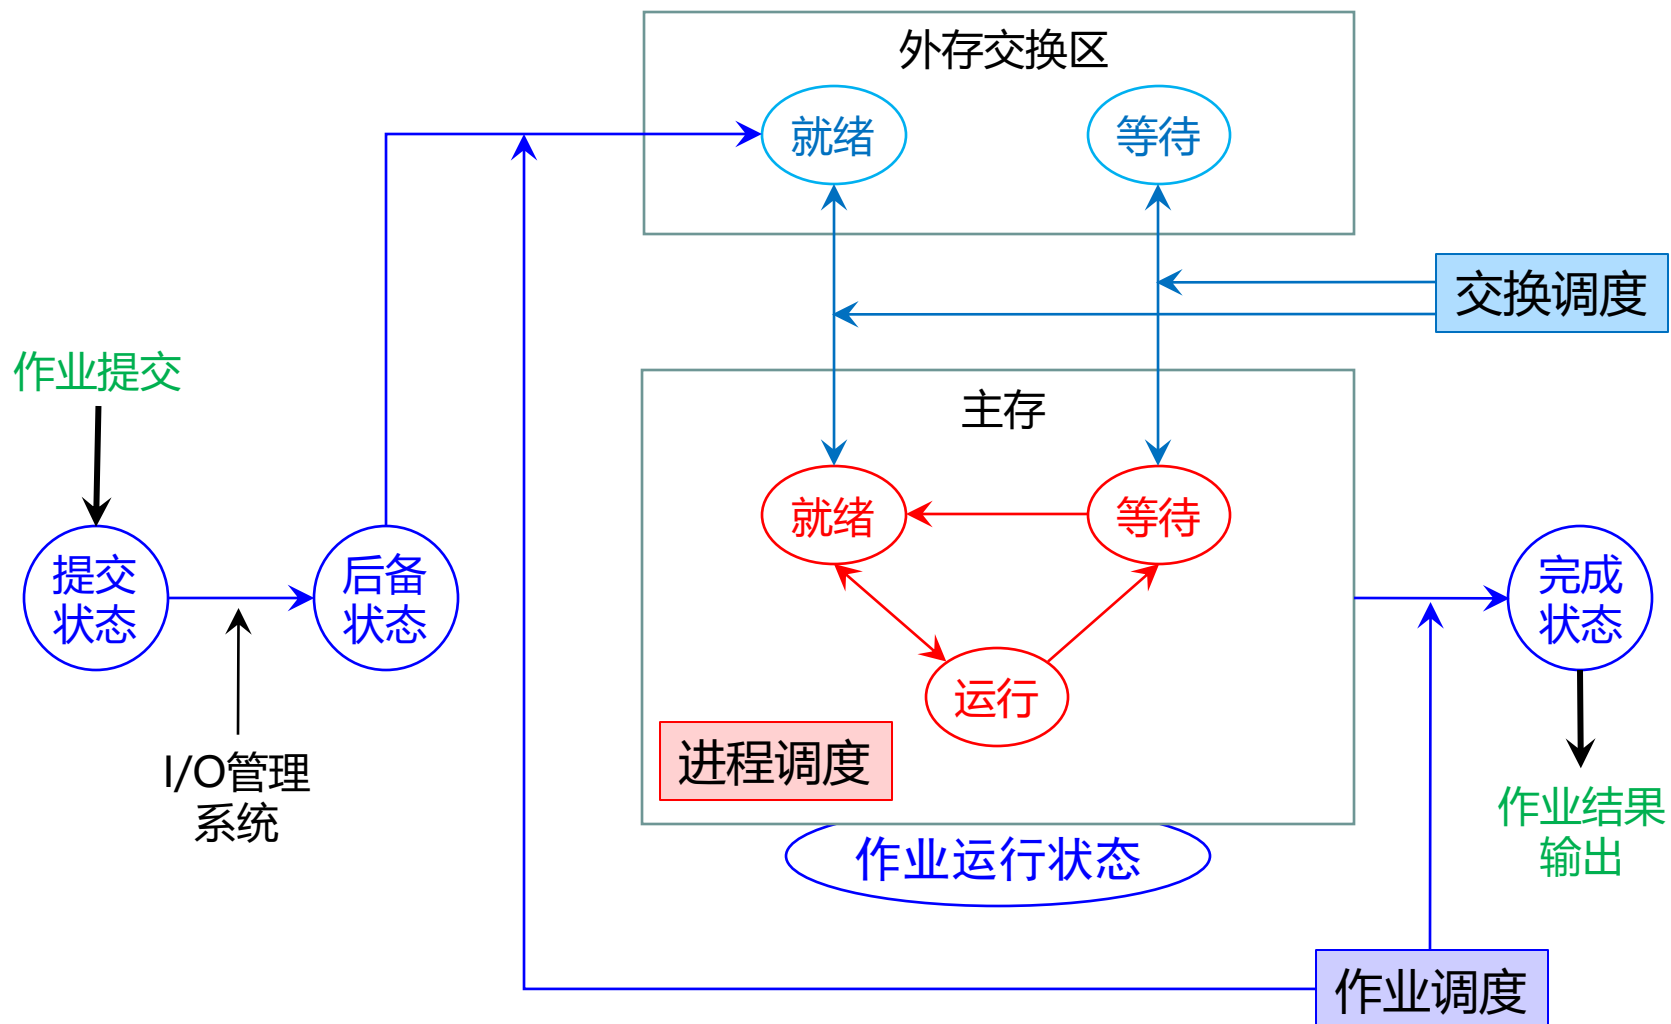 外存交换区
就绪
等待
交换调度
作业提交
主存
就绪
等待
提交
状态
后备
状态
完成
状态
运行
进程调度
I/O管理
系统
作业结果
输出
作业运行状态
作业调度